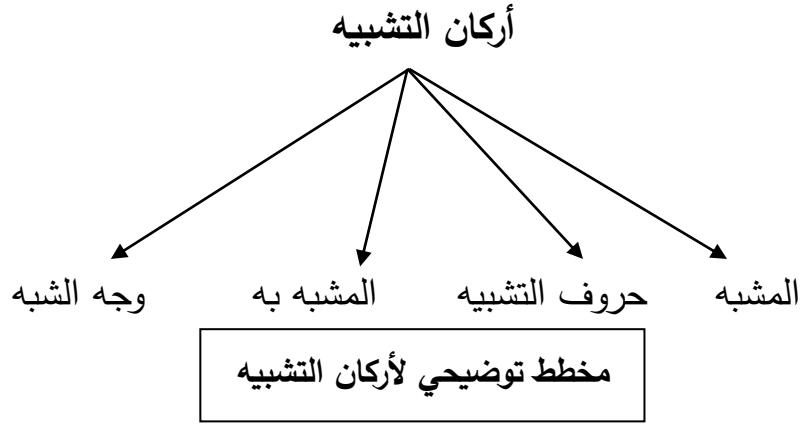 أركان التشبيه
المشبه حروف التشبيه المشبه به وجه الشبه
مخطط توضيحي لأركان التشبيه